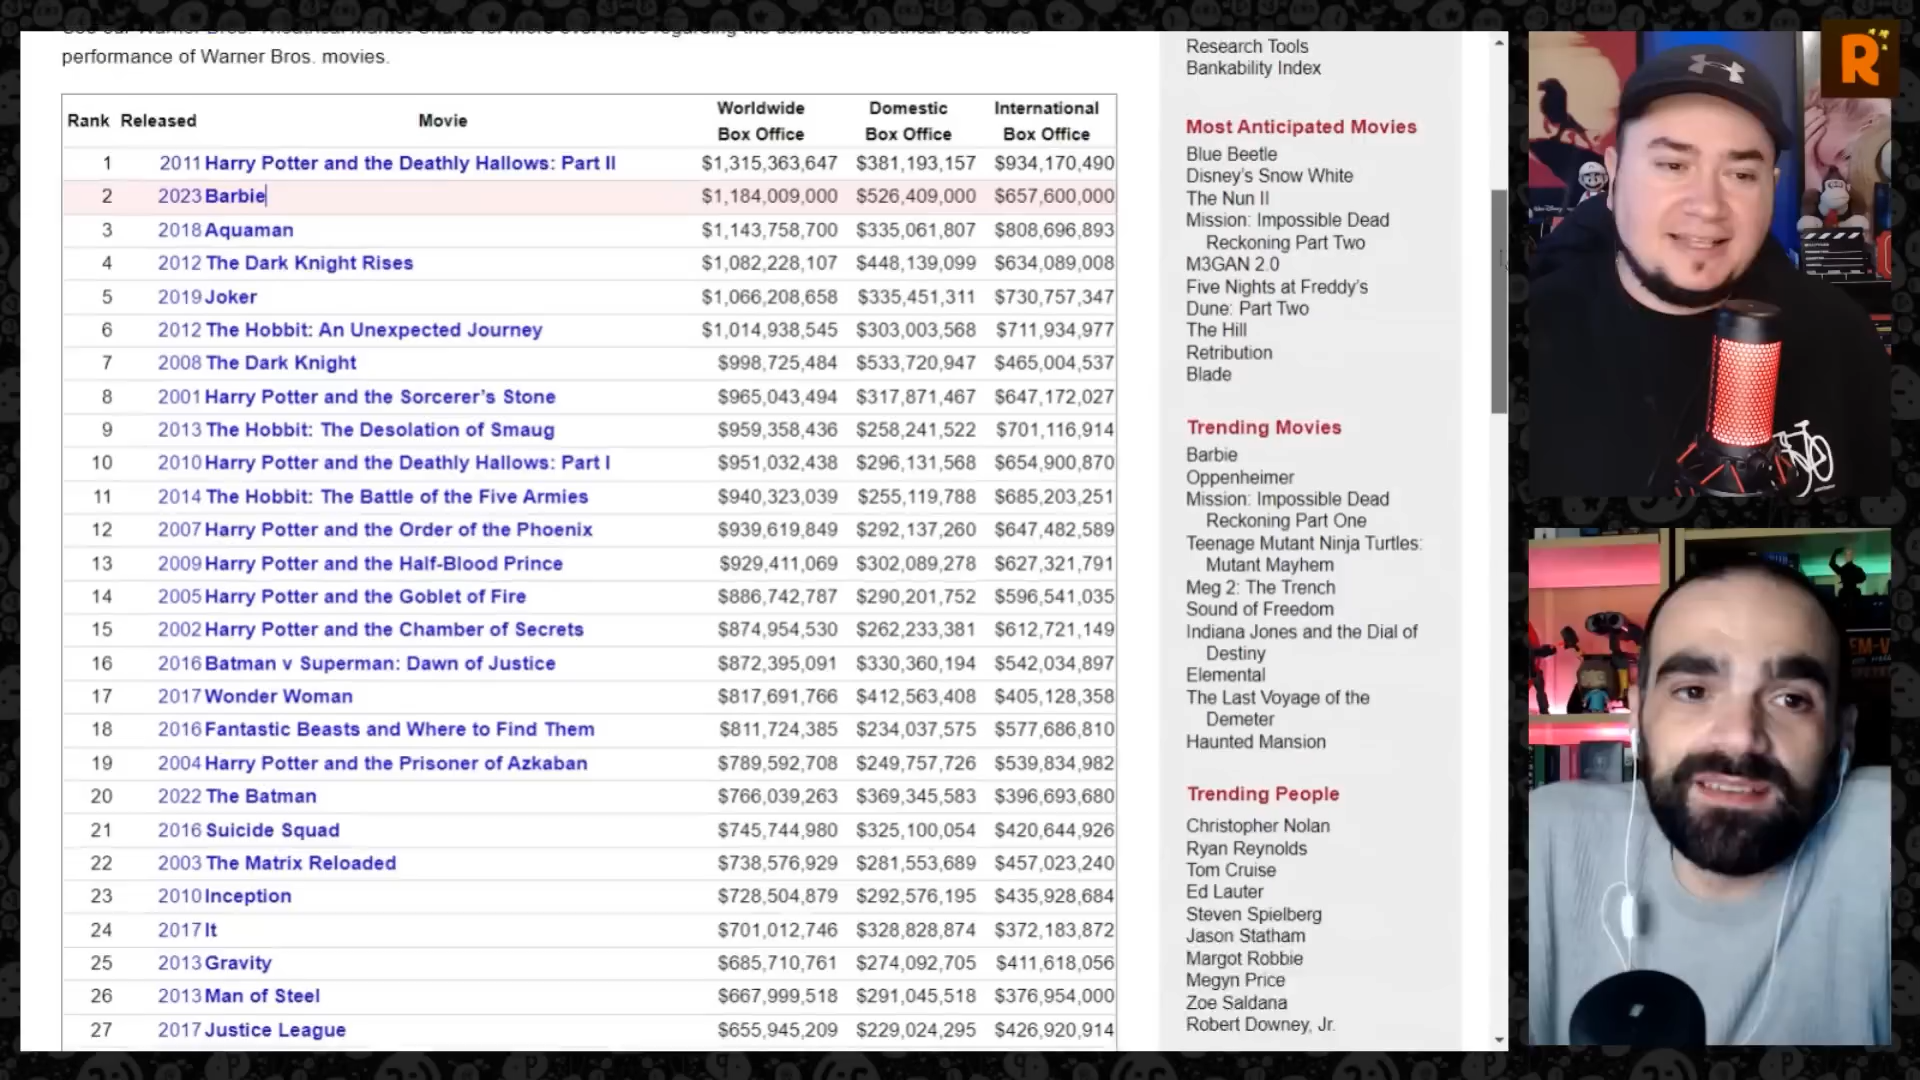 performance of Warner Bros. movies.
Rank Released Movie Worldwide Box Office Domestic Box Office International Box Office
1 2011 Harry Potter and the Deathly Hallows: Part II $1,315,363,647 $381,193,157 $934,170,490
2 2023 Barbie $1,184,009,000 $526,409,000 $657,600,000
3 2018 Aquaman $1,143,758,700 $335,061,807 $808,696,893
4 2012 The Dark Knight Rises $1,082,228,107 $448,139,099 $634,089,008
5 2019 Joker $1,066,208,658 $335,451,311 $730,757,347
6 2012 The Hobbit: An Unexpected Journey $1,014,938,545 $303,003,568 $711,934,977
7 2008 The Dark Knight $998,725,484 $533,720,947 $465,004,537
8 2001 Harry Potter and the Sorcerer’s Stone $965,043,494 $317,871,467 $647,172,027
9 2013 The Hobbit: The Desolation of Smaug $959,358,436 $258,241,522 $701,116,914
10 2010 Harry Potter and the Deathly Hallows: Part I $951,032,438 $296,131,568 $654,900,870
11 2014 The Hobbit: The Battle of the Five Armies $940,323,039 $255,119,788 $685,203,251
12 2007 Harry Potter and the Order of the Phoenix $939,619,849 $292,137,260 $647,482,589
13 2009 Harry Potter and the Half-Blood Prince $929,411,069 $302,089,278 $627,321,791
14 2005 Harry Potter and the Goblet of Fire $886,742,787 $290,201,752 $596,541,035
15 2002 Harry Potter and the Chamber of Secrets $874,954,530 $262,233,381 $612,721,149
16 2016 Batman v Superman: Dawn of Justice $872,395,091 $330,360,194 $542,034,897
17 2017 Wonder Woman $817,691,766 $412,563,408 $405,128,358
18 2016 Fantastic Beasts and Where to Find Them $811,724,385 $234,037,575 $577,686,810
19 2004 Harry Potter and the Prisoner of Azkaban $789,592,708 $249,757,726 $539,834,982
20 2022 The Batman $766,039,263 $369,345,583 $396,693,680
21 2016 Suicide Squad $745,744,980 $325,100,054 $420,644,926
22 2003 The Matrix Reloaded $738,576,929 $281,553,689 $457,023,240
23 2010 Inception $728,504,879 $292,576,195 $435,928,684
24 2017 It $701,012,746 $328,828,874 $372,183,872
25 2013 Gravity $685,710,761 $274,092,705 $411,618,056
26 2013 Man of Steel $667,999,518 $291,045,518 $376,954,000
27 2017 Justice League $655,945,209 $229,024,295 $426,920,914
Research Tools
Bankability Index
Most Anticipated Movies
Blue Beetle
Disney’s Snow White
The Nun II
Mission: Impossible Dead
Reckoning Part Two
M3GAN 2.0
Five Nights at Freddy’s
Dune: Part Two
The Hill
Retribution
Blade
Trending Movies
Barbie
Oppenheimer
Mission: Impossible Dead
Reckoning Part One
Teenage Mutant Ninja Turtles:
Mutant Mayhem
Meg 2: The Trench
Sound of Freedom
Indiana Jones and the Dial of
Destiny
Elemental
The Last Voyage of the
Demeter
Haunted Mansion
Trending People
Christopher Nolan
Ryan Reynolds
Tom Cruise
Ed Lauter
Steven Spielberg
Jason Statham
Margot Robbie
Megyn Price
Zoe Saldana
Robert Downey, Jr.
R